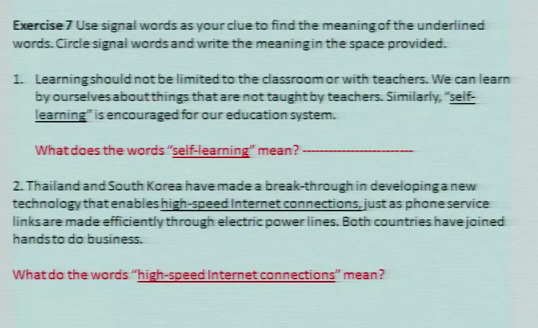 Exercise 7 Use signal words as your clue to find the meaning of the underlined
words. Circle signal words and write the meaning in the space provided.
1. Learning should not be limited to the classroom or with teachers. We can learn
by ourselves about things that are not taught by teachers. Similarly, "self-
learning" is encouraged for our education system.
What does the words "self-learning" mean? -------------------------
2. Thailand and South Korea have made a break-through in developing a new
technology that enables high-speed Internet connections, just as phone service
links are made efficiently through electric power lines. Both countries have joined
hands to do business.
What do the words "high-speed Internet connections" mean?